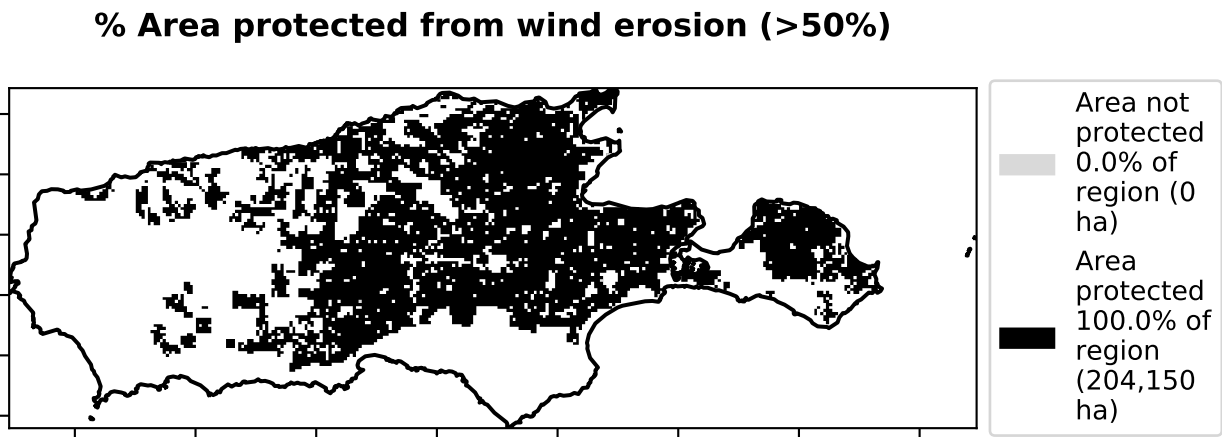 % Area protected from wind erosion (>50%)
Area not
protected
0.0% of
region (0
ha)
Area
protected
100.0% of
region
(204,150
ha)